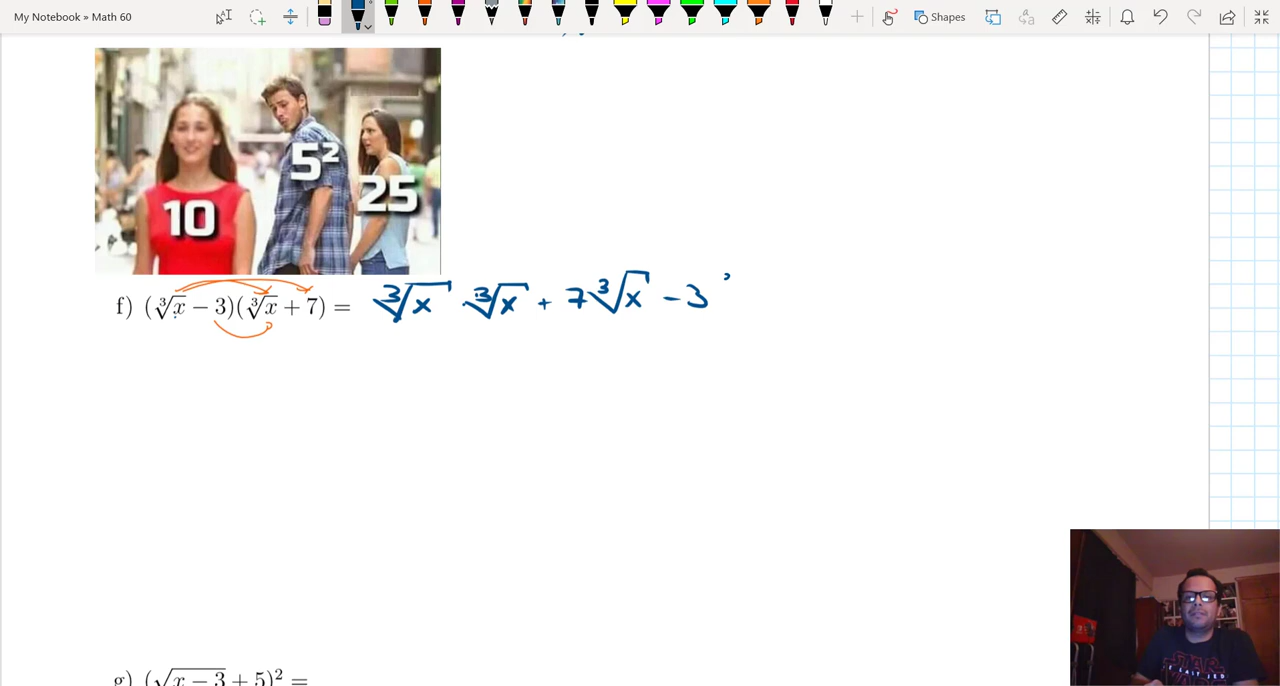 My Notebook » Math 60
Shapes
10
5²
25
f) (∛x − 3)(∛x + 7) = ∛x · ∛x + 7∛x − 3
g) (√(x − 3) + 5)² =